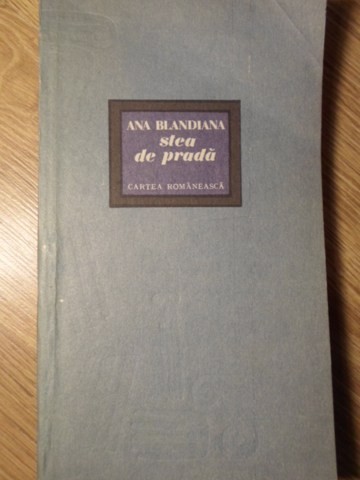 ANA BLANDIANA
stea
de pradă
CARTEA ROMÂNEASCĂ